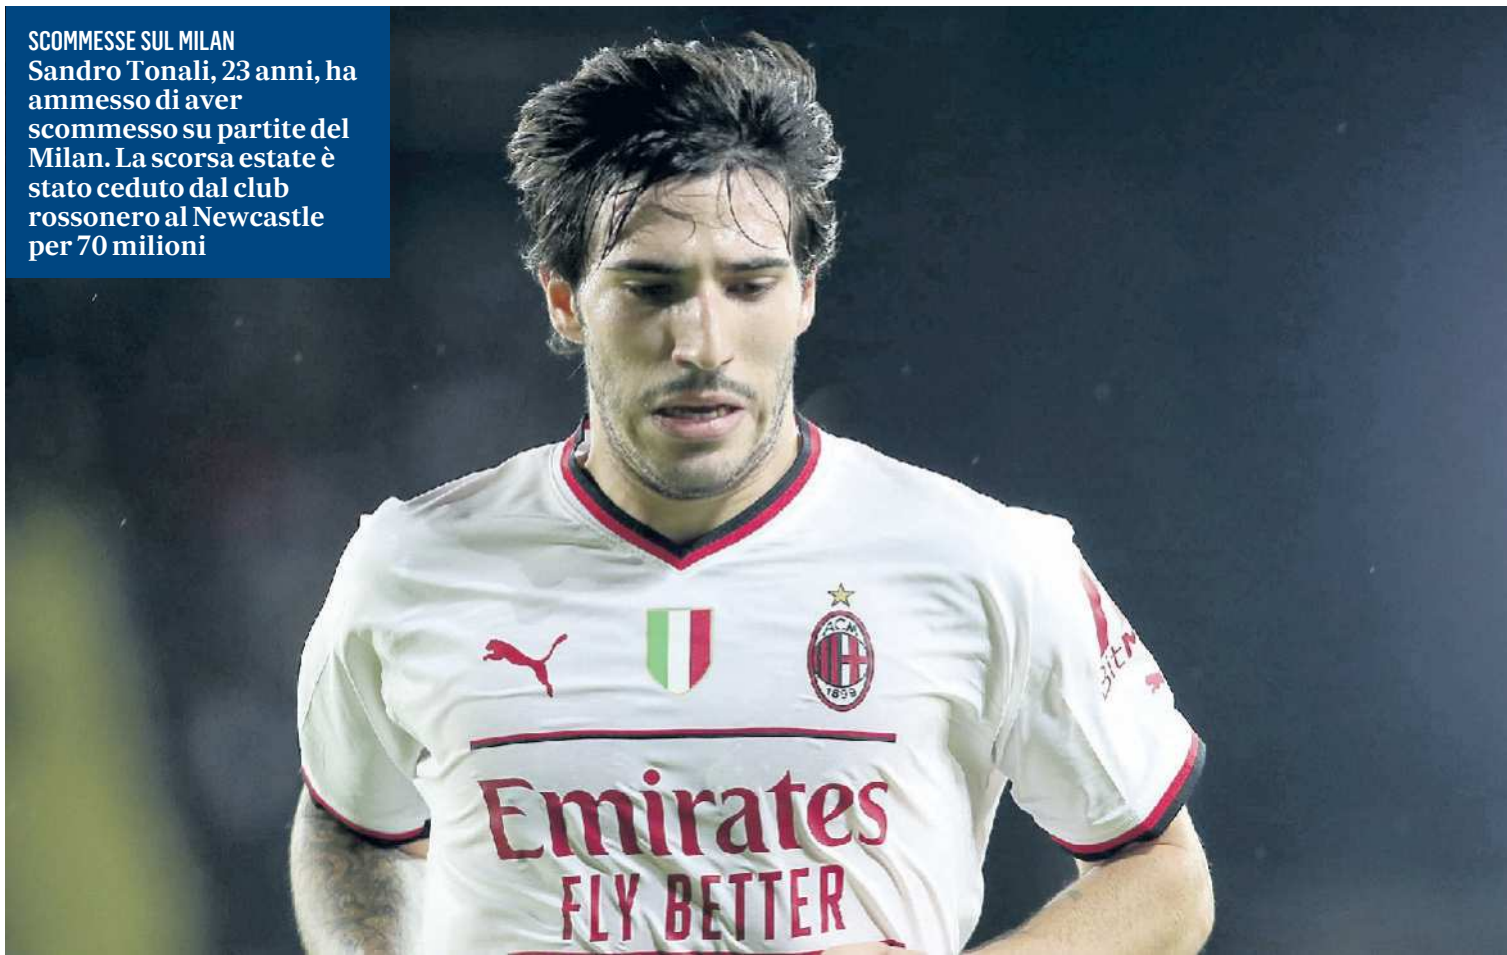 SCOMMESSE SUL MILAN
Sandro Tonali, 23 anni, ha
ammesso di aver
scommesso su partite del
Milan. La scorsa estate è
stato ceduto dal club
rossonero al Newcastle
per 70 milioni
ACM
1899
BitM
Emirates
FLY BETTER